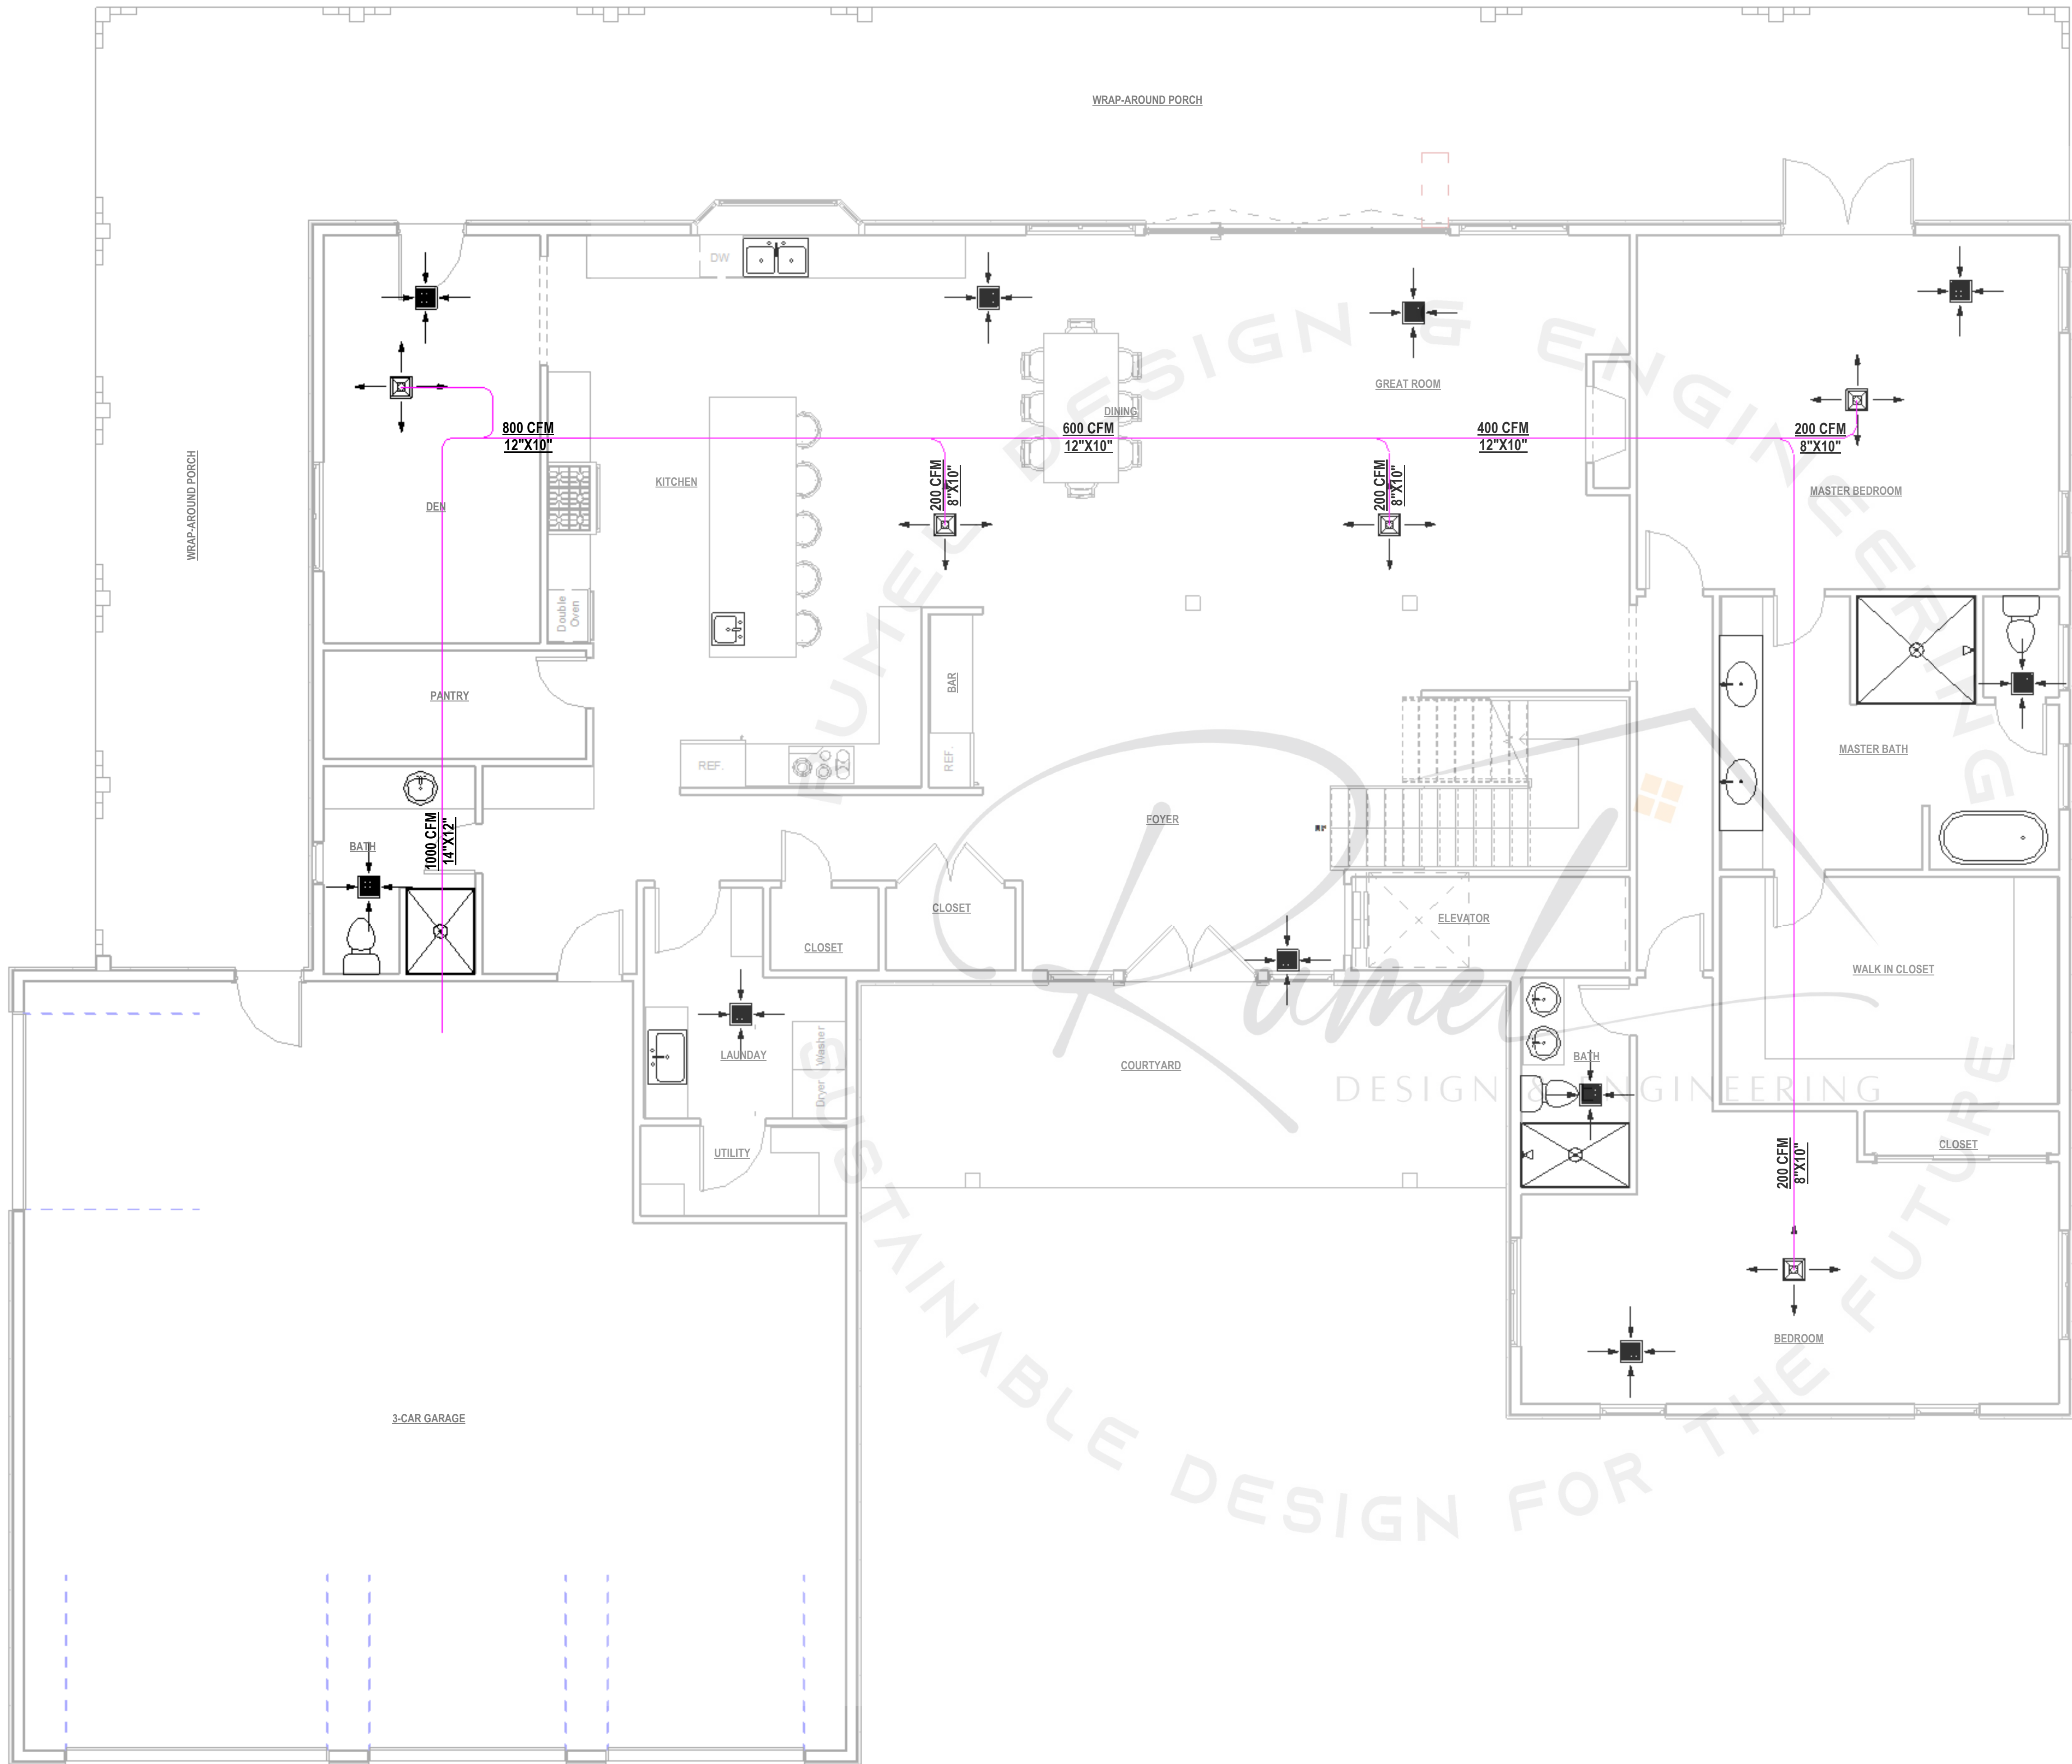 WRAP-AROUND PORCH
DW
GREAT ROOM
DINING
800 CFM
12"X10"
600 CFM
12"X10"
400 CFM
12"X10"
200 CFM
8"X10"
WRAP-AROUND PORCH
KITCHEN
200 CFM
8"X10"
200 CFM
8"X10"
MASTER BEDROOM
DEN
Double
Oven
PANTRY
BAR
REF.
REF.
MASTER BATH
FOYER
1000 CFM
14"X12"
BATH
CLOSET
CLOSET
ELEVATOR
WALK IN CLOSET
LAUNDAY
Washer
Dryer
COURTYARD
BATH
UTILITY
CLOSET
200 CFM
8"X10"
BEDROOM
3-CAR GARAGE
RUMEL DESIGN & ENGINEERING
Rumel
DESIGN & ENGINEERING
SUSTAINABLE DESIGN FOR THE FUTURE